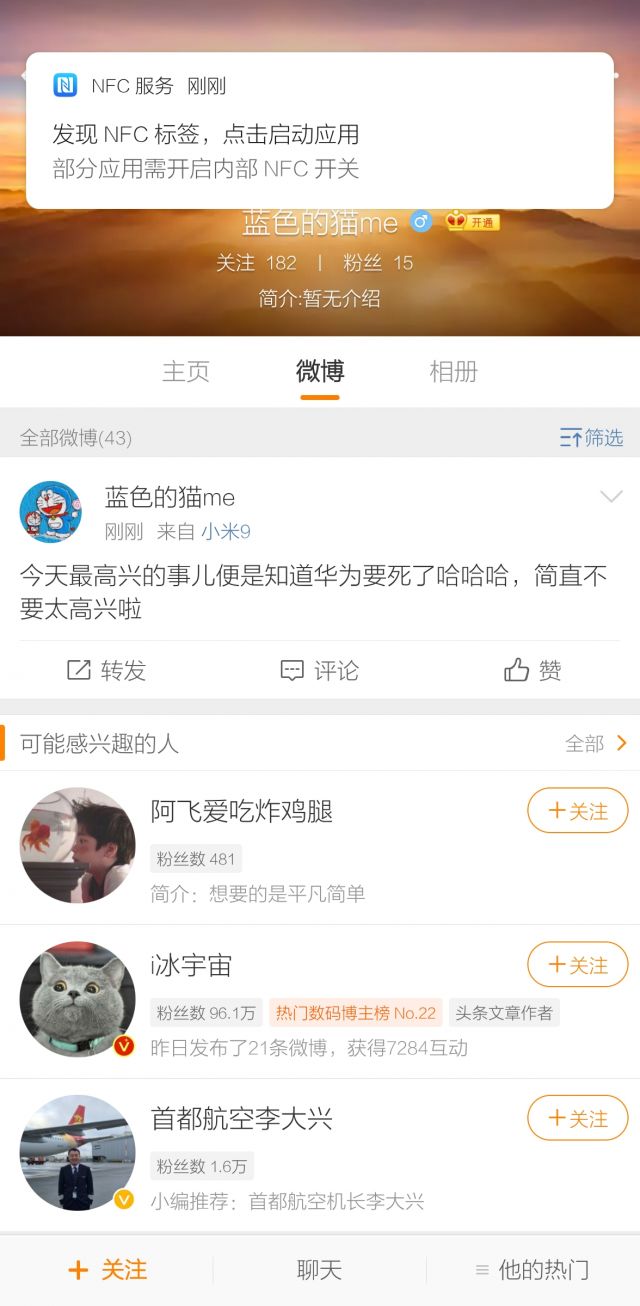 NFC 服务 刚刚
发现 NFC 标签，点击启动应用
部分应用需开启内部 NFC 开关
蓝色的猫me 开通
关注 182 | 粉丝 15
简介:暂无介绍
主页 微博 相册
全部微博(43) 筛选
蓝色的猫me
刚刚 来自 小米9
今天最高兴的事儿便是知道华为要死了哈哈哈，简直不
要太高兴啦
转发 评论 赞
可能感兴趣的人 全部
阿飞爱吃炸鸡腿 +关注
粉丝数 481
简介：想要的是平凡简单
i冰宇宙 +关注
粉丝数 96.1万 热门数码博主榜 No.22 头条文章作者
昨日发布了21条微博，获得7284互动
首都航空李大兴 +关注
粉丝数 1.6万
小编推荐：首都航空机长李大兴
+ 关注 聊天 他的热门